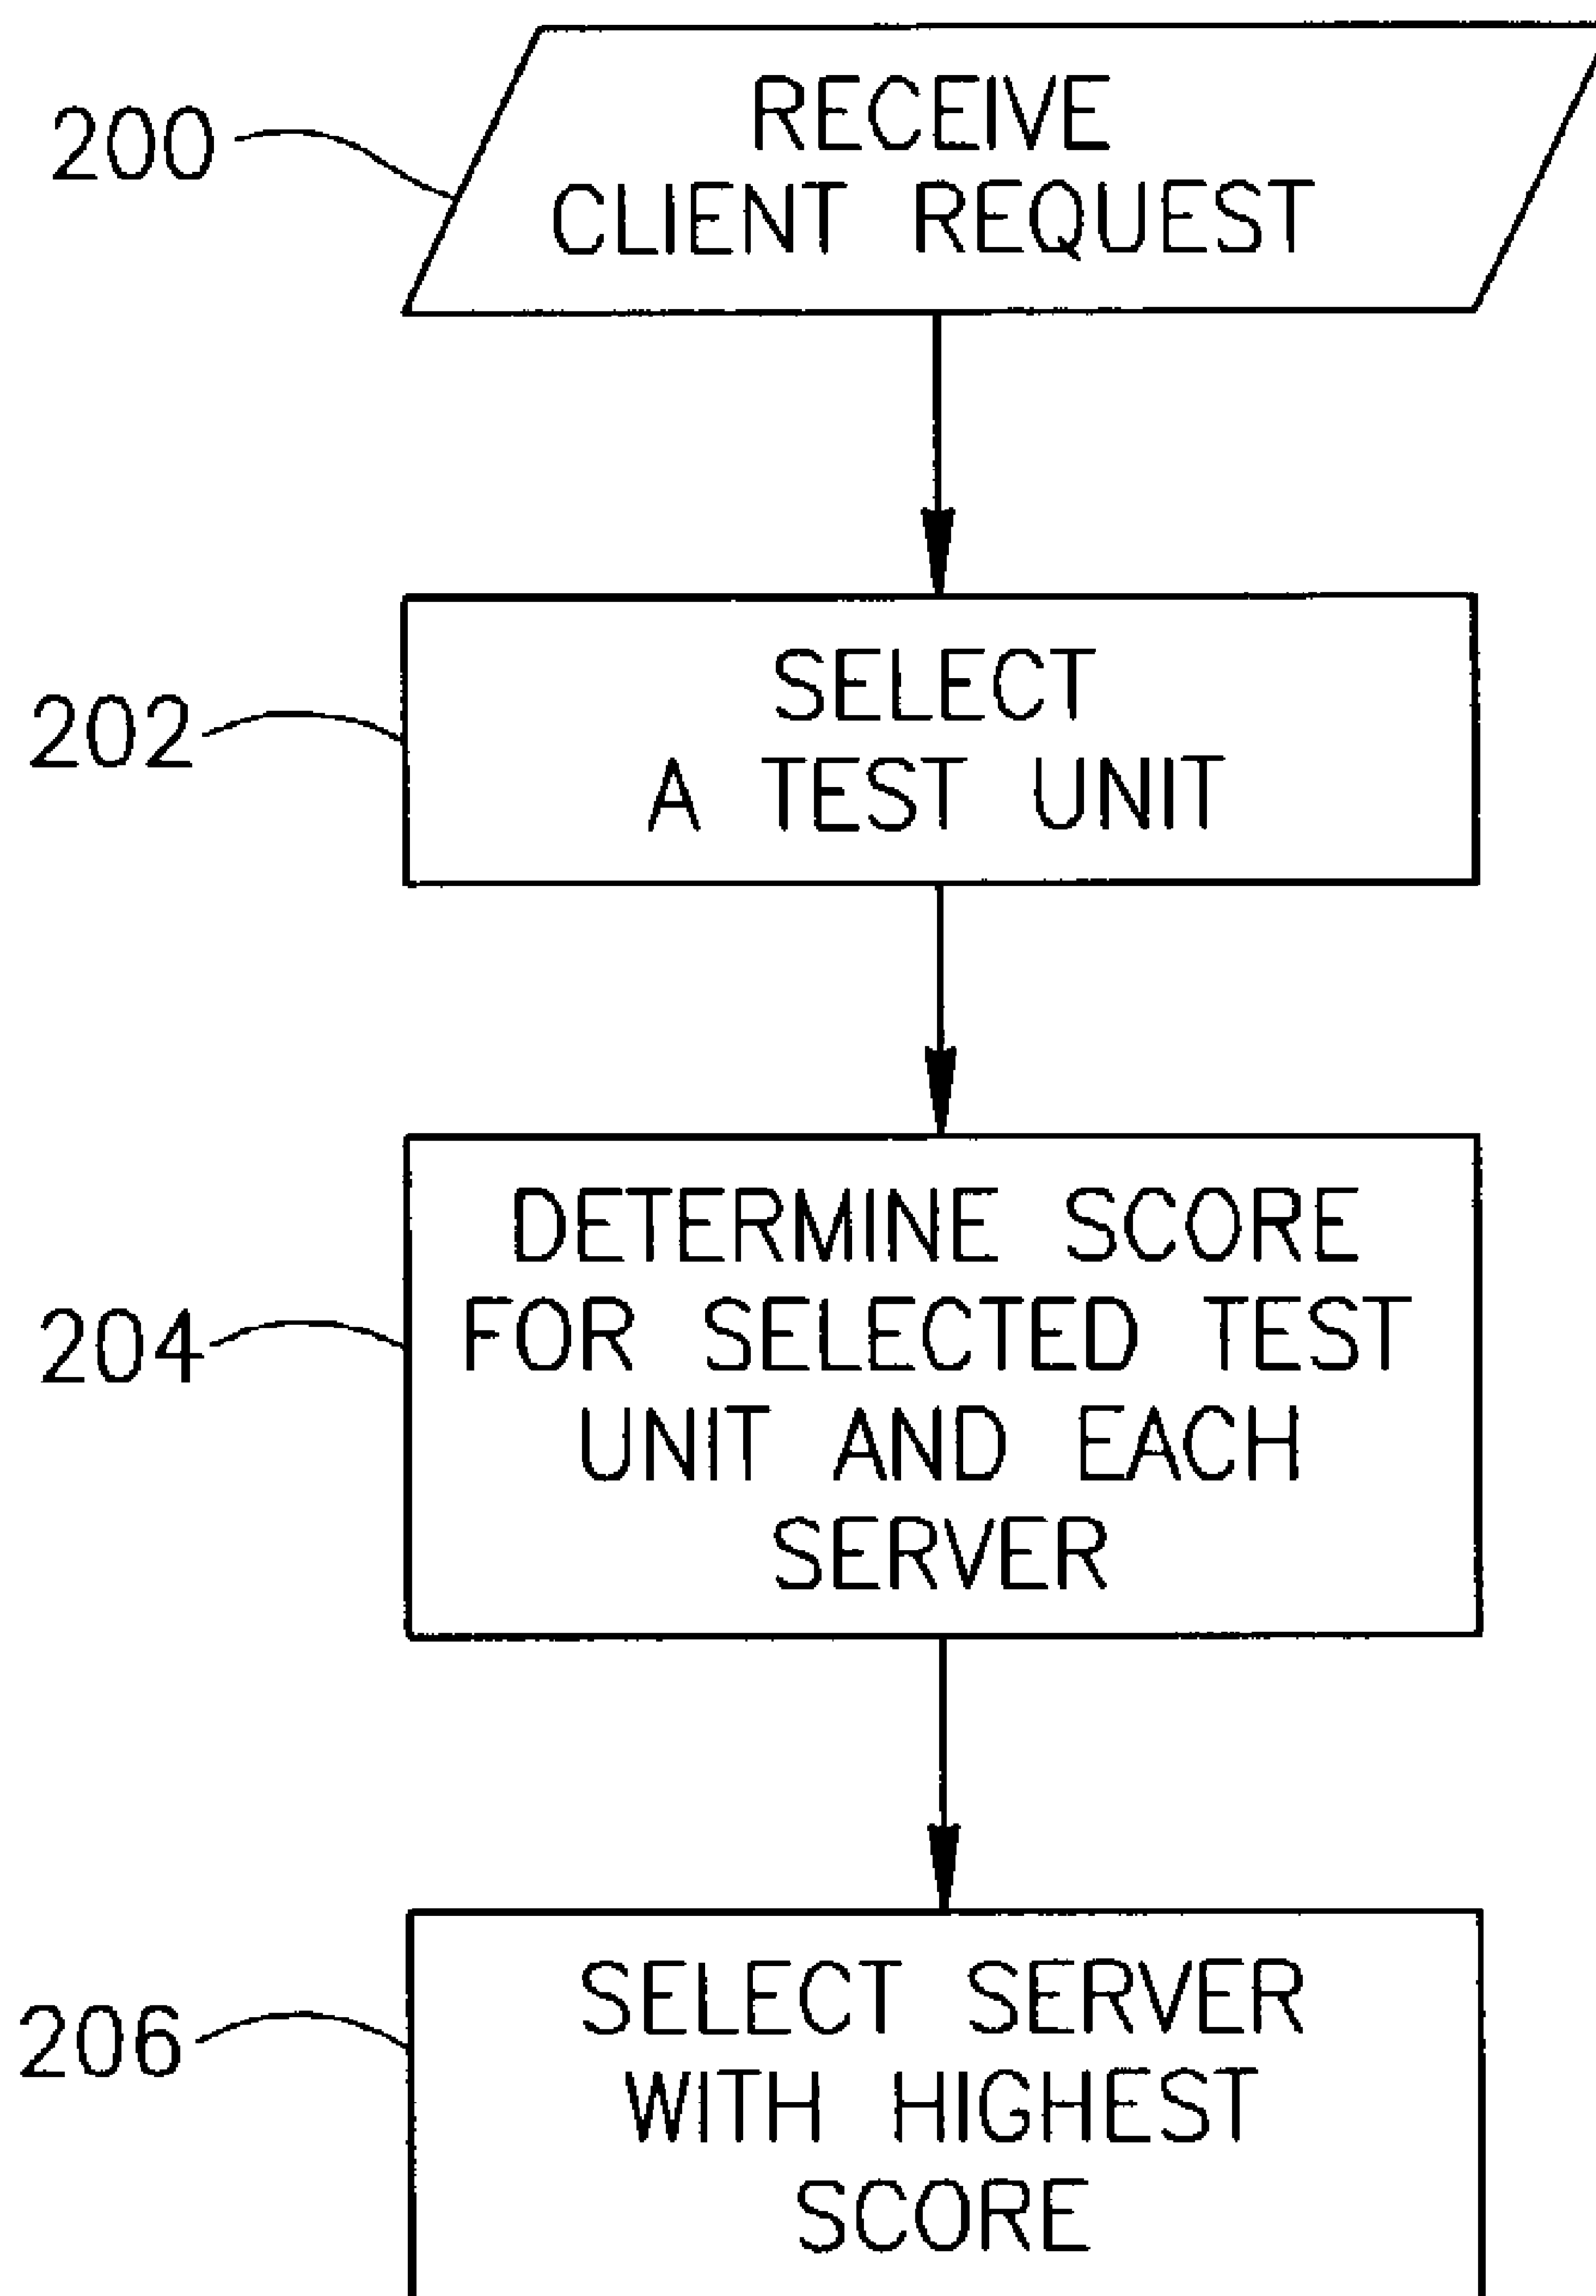 200
RECEIVE
CLIENT REQUEST
202
SELECT
A TEST UNIT
204
DETERMINE SCORE
FOR SELECTED TEST
UNIT AND EACH
SERVER
206
SELECT SERVER
WITH HIGHEST
SCORE